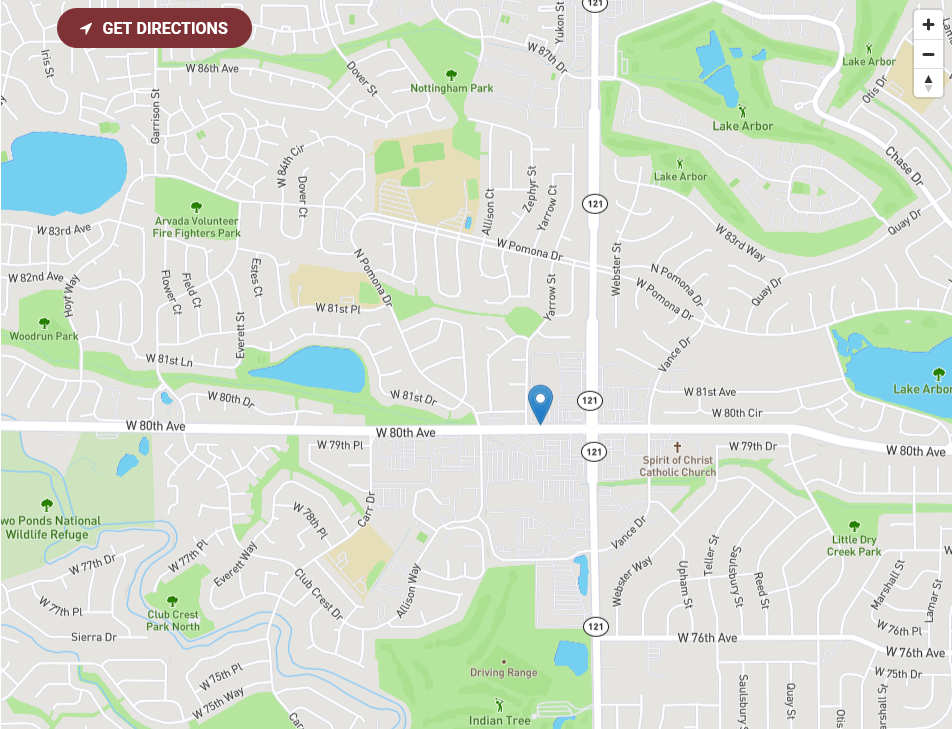 121
GET DIRECTIONS
Yukon St
Iris St
W 86th Ave
Dover St
W 87th Dr
Nottingham Park
Lake Arbor
Otis Dr
Garrison St
Lake Arbor
Chase Dr
W 84th Cir
Dover Ct
Lake Arbor
Allison Ct
Zephyr St
Yarrow Ct
121
Arvada Volunteer
Fire Fighters Park
Quay Dr
W 83rd Ave
W Pomona Dr
W 83rd Way
Webster St
W 82nd Ave
Hoyt Way
Flower Ct
Field Ct
Estes Ct
N Pomona Dr
N Pomona Dr
W Pomona Dr
Quay Dr
Yarrow St
W 81st Pl
Everett St
Woodrun Park
W 81st Ln
Vance Dr
Lake Arbor
W 80th Dr
W 81st Dr
121
W 81st Ave
W 80th Cir
W 80th Ave
W 80th Ave
W 79th Pl
121
W 79th Dr
W 80th Ave
Spirit of Christ
Catholic Church
Carr Dr
W 78th Pl
wo Ponds National
Wildlife Refuge
Vance Dr
Little Dry
Creek Park
W 77th Dr
W 77th Pl
Everett Way
Club Crest Dr
Allison Way
Webster Way
Upham St
Teller St
Saulsbury St
Reed St
Marshall St
Lamar St
W 77th Pl
Club Crest
Park North
Sierra Dr
121
W 76th Ave
W 76th Pl
W 76th Ave
W 75th Pl
W 75th Way
Driving Range
Indian Tree
W 75th Dr
Saulsbury S
Quay St
Otis
arshall St